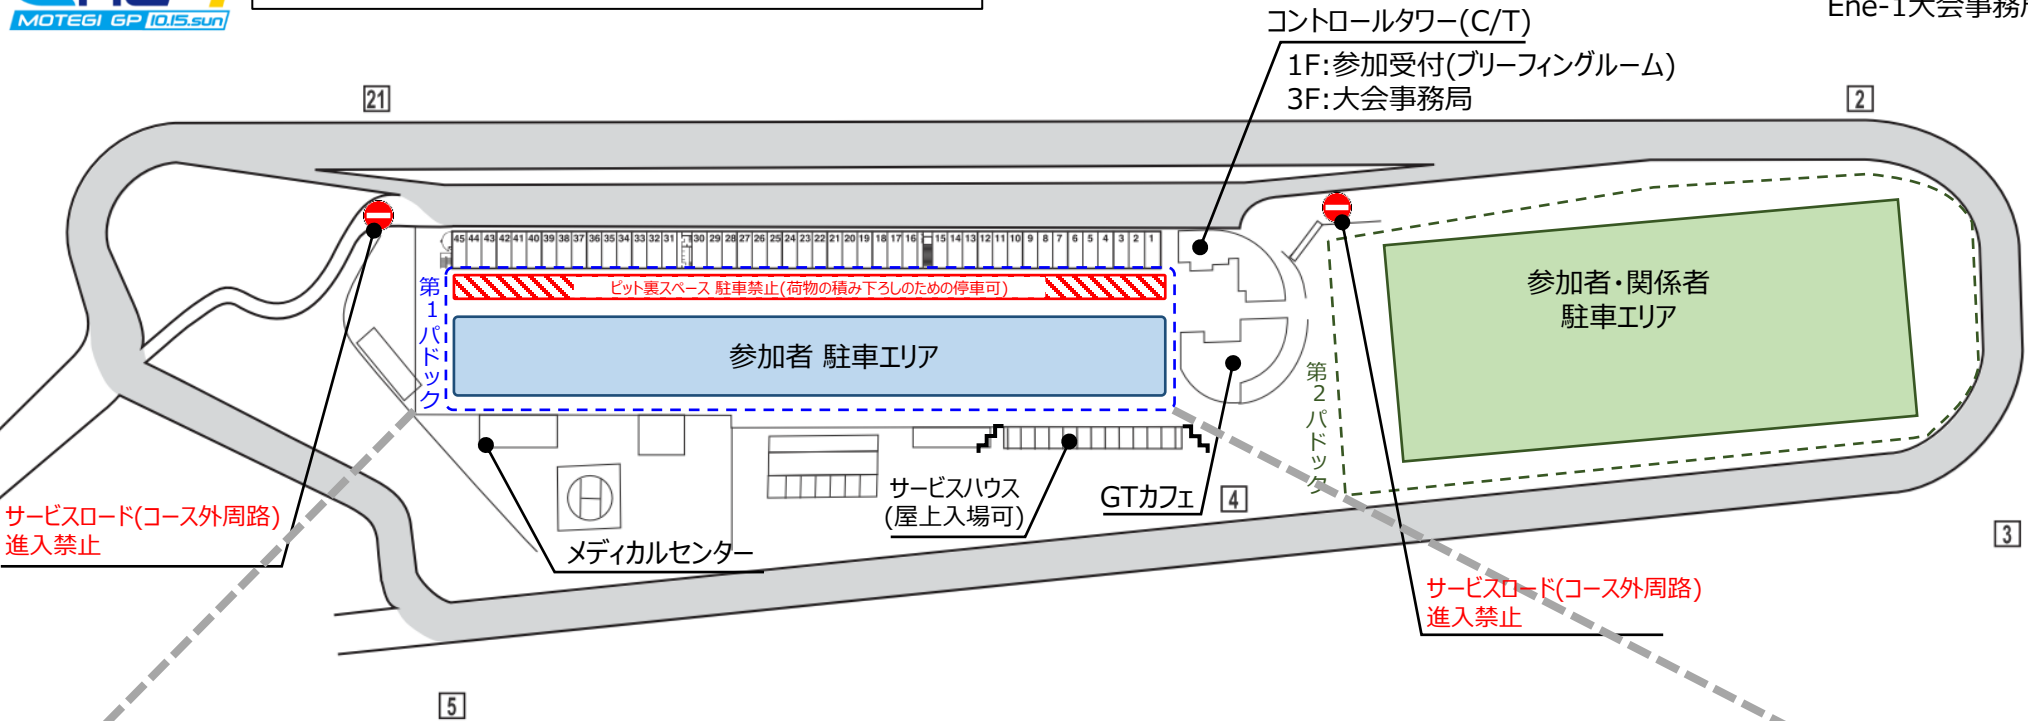 MOTEGI GP 10.15.sun
Ene-1大会事務局
コントロールタワー(C/T)
1F:参加受付(ブリーフィングルーム)
3F:大会事務局
21
2
45 44 43 42 41 40 39 38 37 36 35 34 33 32 31 30 29 28 27 26 25 24 23 22 21 20 19 18 17 16 15 14 13 12 11 10 9 8 7 6 5 4 3 2 1
第1パドック
ピット裏スペース 駐車禁止(荷物の積み下ろしのための停車可)
参加者 駐車エリア
参加者・関係者
駐車エリア
第2パドック
サービスロード(コース外周路)
進入禁止
メディカルセンター
サービスハウス
(屋上入場可)
GTカフェ
4
3
サービスロード(コース外周路)
進入禁止
5
H